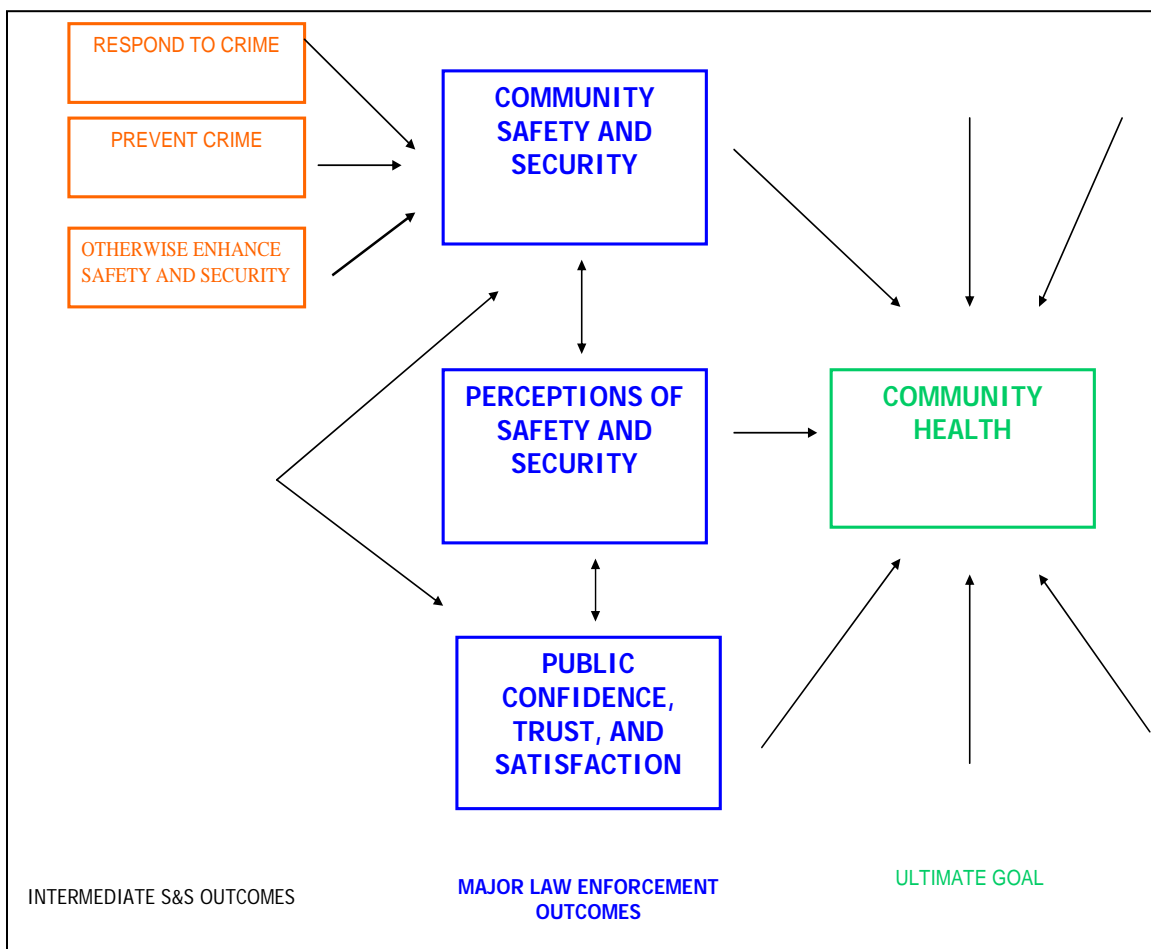 RESPOND TO CRIME
PREVENT CRIME
OTHERWISE ENHANCE
SAFETY AND SECURITY
COMMUNITY
SAFETY AND
SECURITY
PERCEPTIONS OF
SAFETY AND
SECURITY
PUBLIC
CONFIDENCE,
TRUST, AND
SATISFACTION
COMMUNITY
HEALTH
INTERMEDIATE S&S OUTCOMES
MAJOR LAW ENFORCEMENT
OUTCOMES
ULTIMATE GOAL